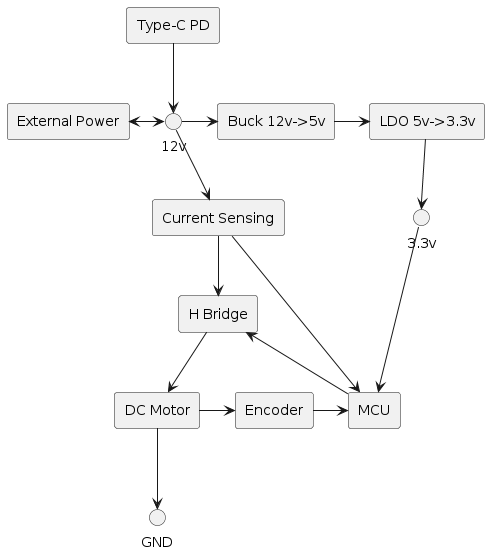 Type-C PD
External Power
12v
Buck 12v->5v
LDO 5v->3.3v
Current Sensing
3.3v
H Bridge
DC Motor
Encoder
MCU
GND